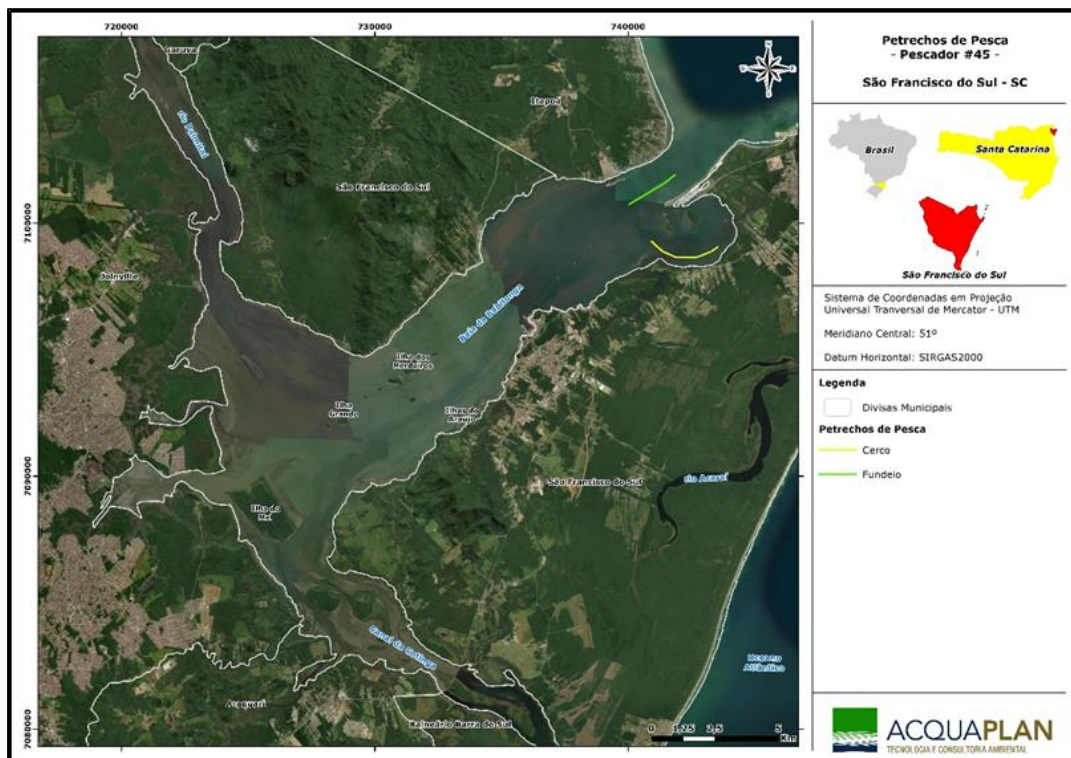 720000
730000
740000
7100000
7090000
7080000
Garuva
Itapoá
rio Palmital
São Francisco do Sul
Joinville
Baía da Babitonga
Ilha dos Herdeiros
Ilha
Grande
Ilhas do
Araujo
São Francisco do Sul
rio Acaraí
Ilha do
Mel
Canal do Linguado
Oceano
Atlântico
Araquari
Balneário Barra do Sul
0 1,25 2,5 5
Km
N
Petrechos de Pesca
- Pescador #45 -
São Francisco do Sul - SC
Brasil
Santa Catarina
São Francisco do Sul
Sistema de Coordenadas em Projeção
Universal Tranversal de Mercator - UTM
Meridiano Central: 51º
Datum Horizontal: SIRGAS2000
Legenda
Divisas Municipais
Petrechos de Pesca
Cerco
Fundeio
ACQUAPLAN
TECNOLOGIA E CONSULTORIA AMBIENTAL